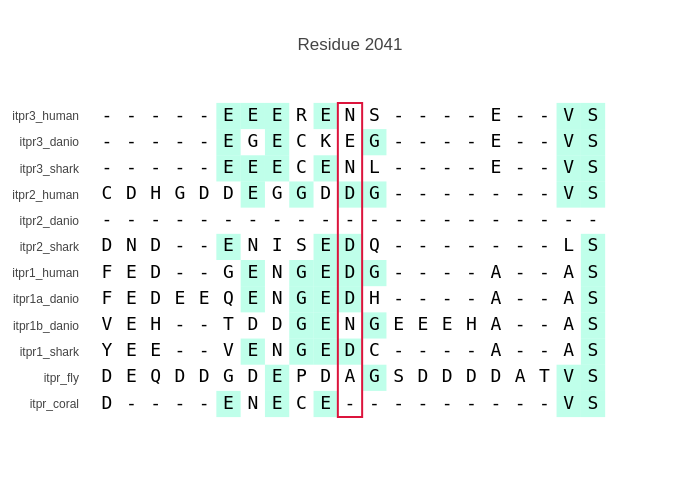 Residue 2041
itpr3_human - - - - - E E E R E N S - - - - E - - V S
itpr3_danio - - - - - E G E C K E G - - - - E - - V S
itpr3_shark - - - - - E E E C E N L - - - - E - - V S
itpr2_human C D H G D D E G G D D G - - - - - - - V S
itpr2_danio - - - - - - - - - - - - - - - - - - - - -
itpr2_shark D N D - - E N I S E D Q - - - - - - - L S
itpr1_human F E D - - G E N G E D G - - - - A - - A S
itpr1a_danio F E D E E Q E N G E D H - - - - A - - A S
itpr1b_danio V E H - - T D D G E N G E E E H A - - A S
itpr1_shark Y E E - - V E N G E D C - - - - A - - A S
itpr_fly D E Q D D G D E P D A G S D D D D A T V S
itpr_coral D - - - - E N E C E - - - - - - - - - V S